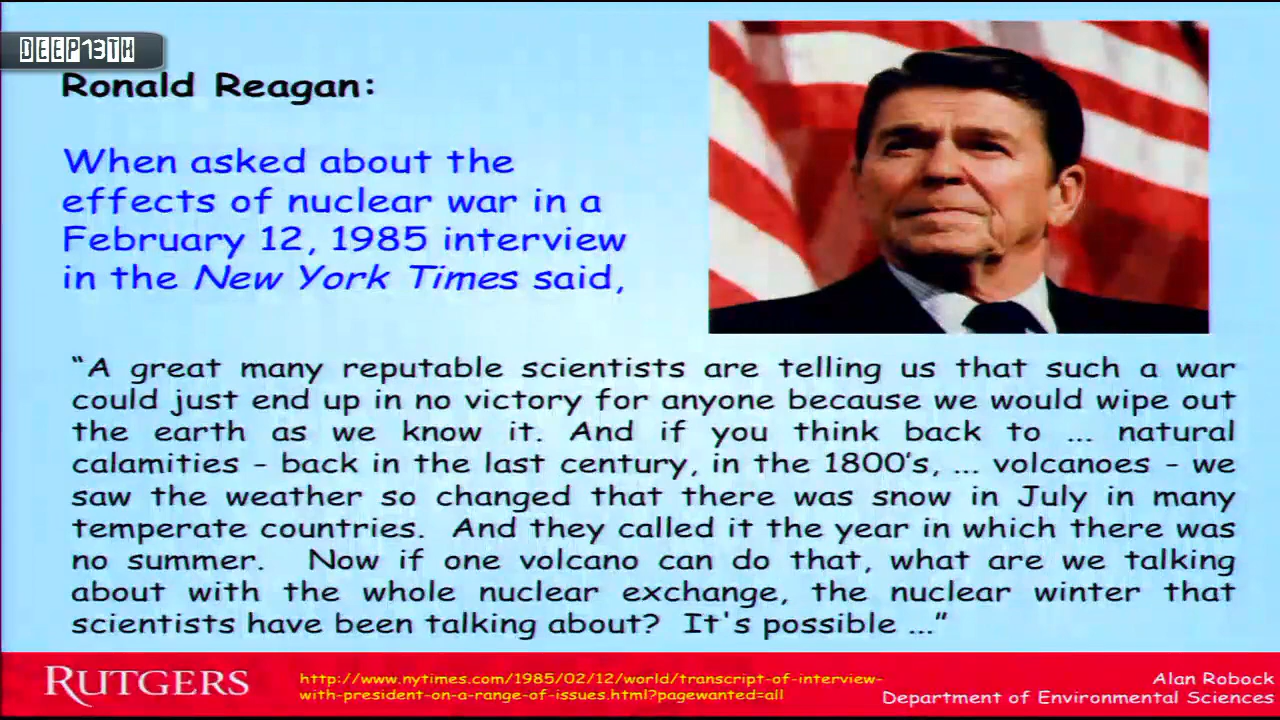 DEEP13TH
Ronald Reagan:
When asked about the
effects of nuclear war in a
February 12, 1985 interview
in the New York Times said,
“A great many reputable scientists are telling us that such a war
could just end up in no victory for anyone because we would wipe out
the earth as we know it. And if you think back to ... natural
calamities - back in the last century, in the 1800’s, ... volcanoes - we
saw the weather so changed that there was snow in July in many
temperate countries. And they called it the year in which there was
no summer. Now if one volcano can do that, what are we talking
about with the whole nuclear exchange, the nuclear winter that
scientists have been talking about? It's possible ...”
RUTGERS
http://www.nytimes.com/1985/02/12/world/transcript-of-interview-
with-president-on-a-range-of-issues.html?pagewanted=all
Alan Robock
Department of Environmental Sciences